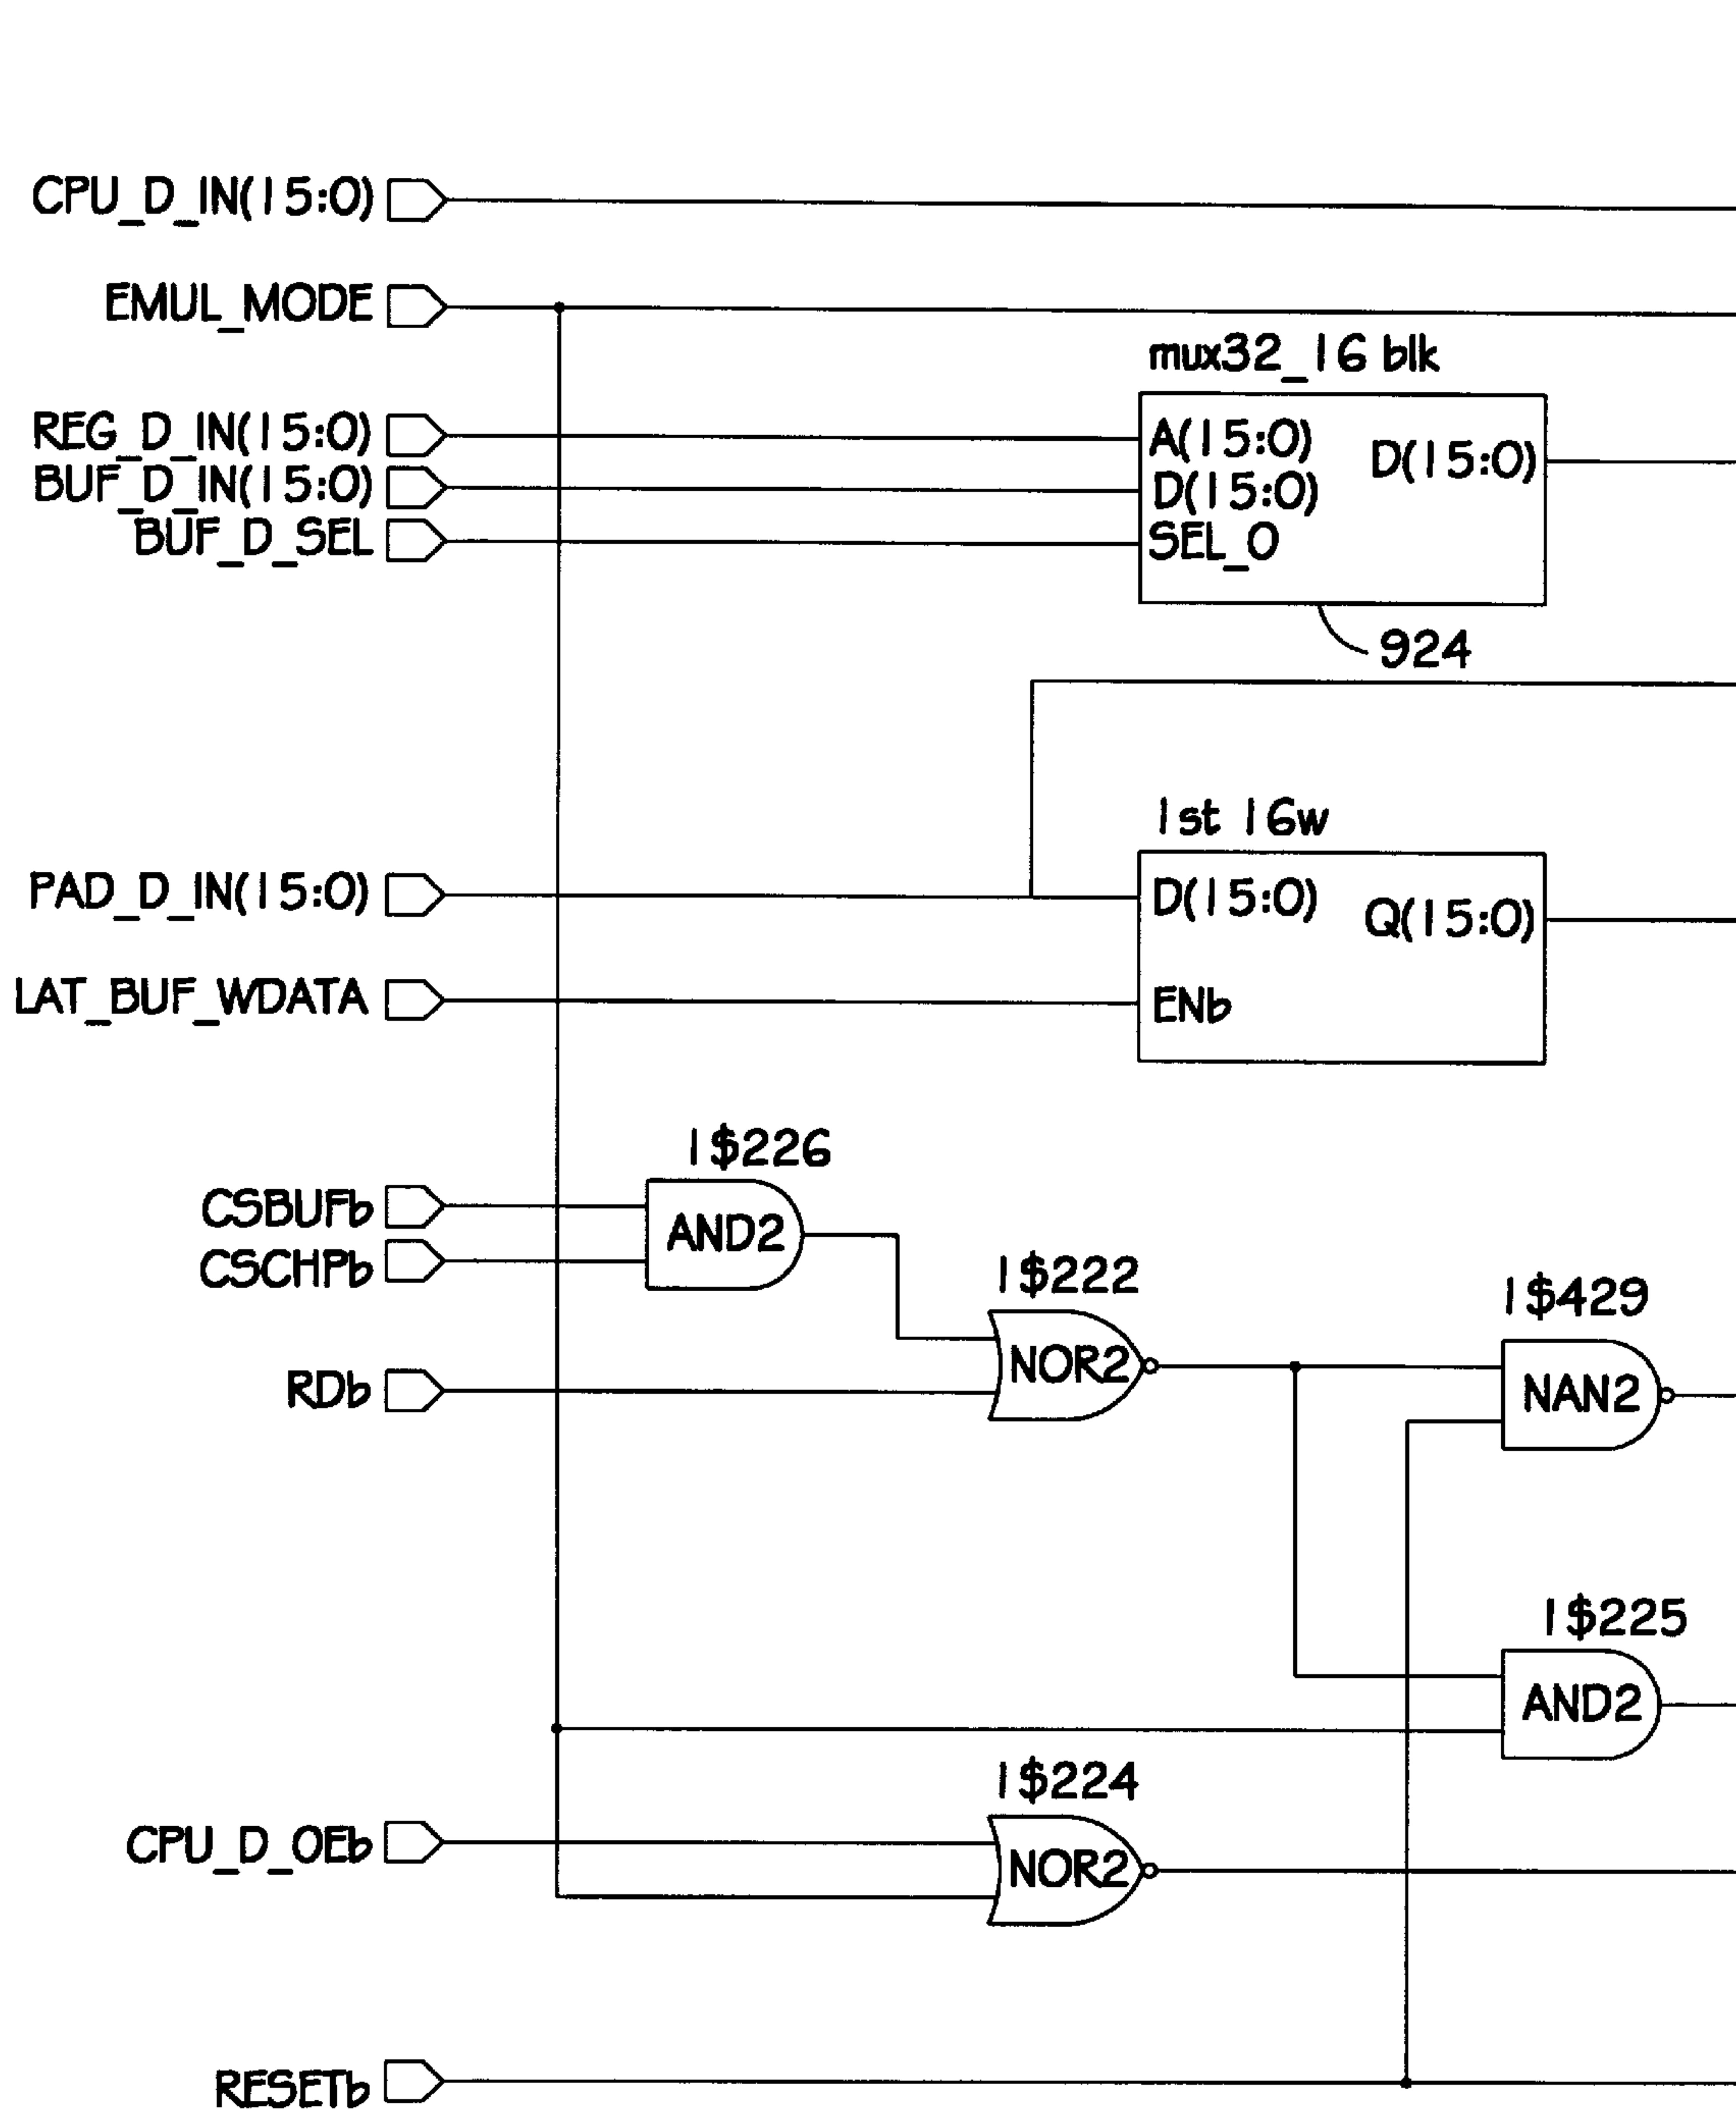 CPU_D_IN(15:0)
EMUL_MODE
mux32_16 blk
REG_D_IN(15:0)
A(15:0)
D(15:0)
BUF_D_IN(15:0)
D(15:0)
BUF_D_SEL
SEL_0
924
1st 16w
PAD_D_IN(15:0)
D(15:0)
Q(15:0)
LAT_BUF_WDATA
ENb
1$226
CSBUFb
AND2
CSCHPb
1$222
1$429
NOR2
RDb
NAN2
1$225
AND2
1$224
CPU_D_OEb
NOR2
RESETb